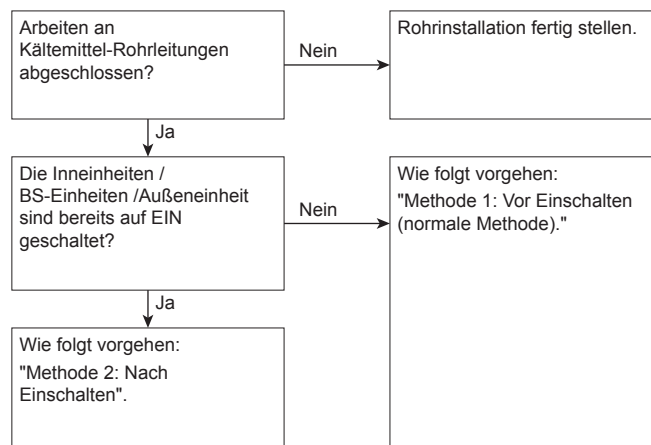 Arbeiten an
Kältemittel-Rohrleitungen
abgeschlossen?
Nein
Rohrinstallation fertig stellen.
Ja
Die Inneinheiten /
BS-Einheiten /Außeneinheit
sind bereits auf EIN
geschaltet?
Nein
Wie folgt vorgehen:
"Methode 1: Vor Einschalten
(normale Methode)."
Ja
Wie folgt vorgehen:
"Methode 2: Nach
Einschalten".